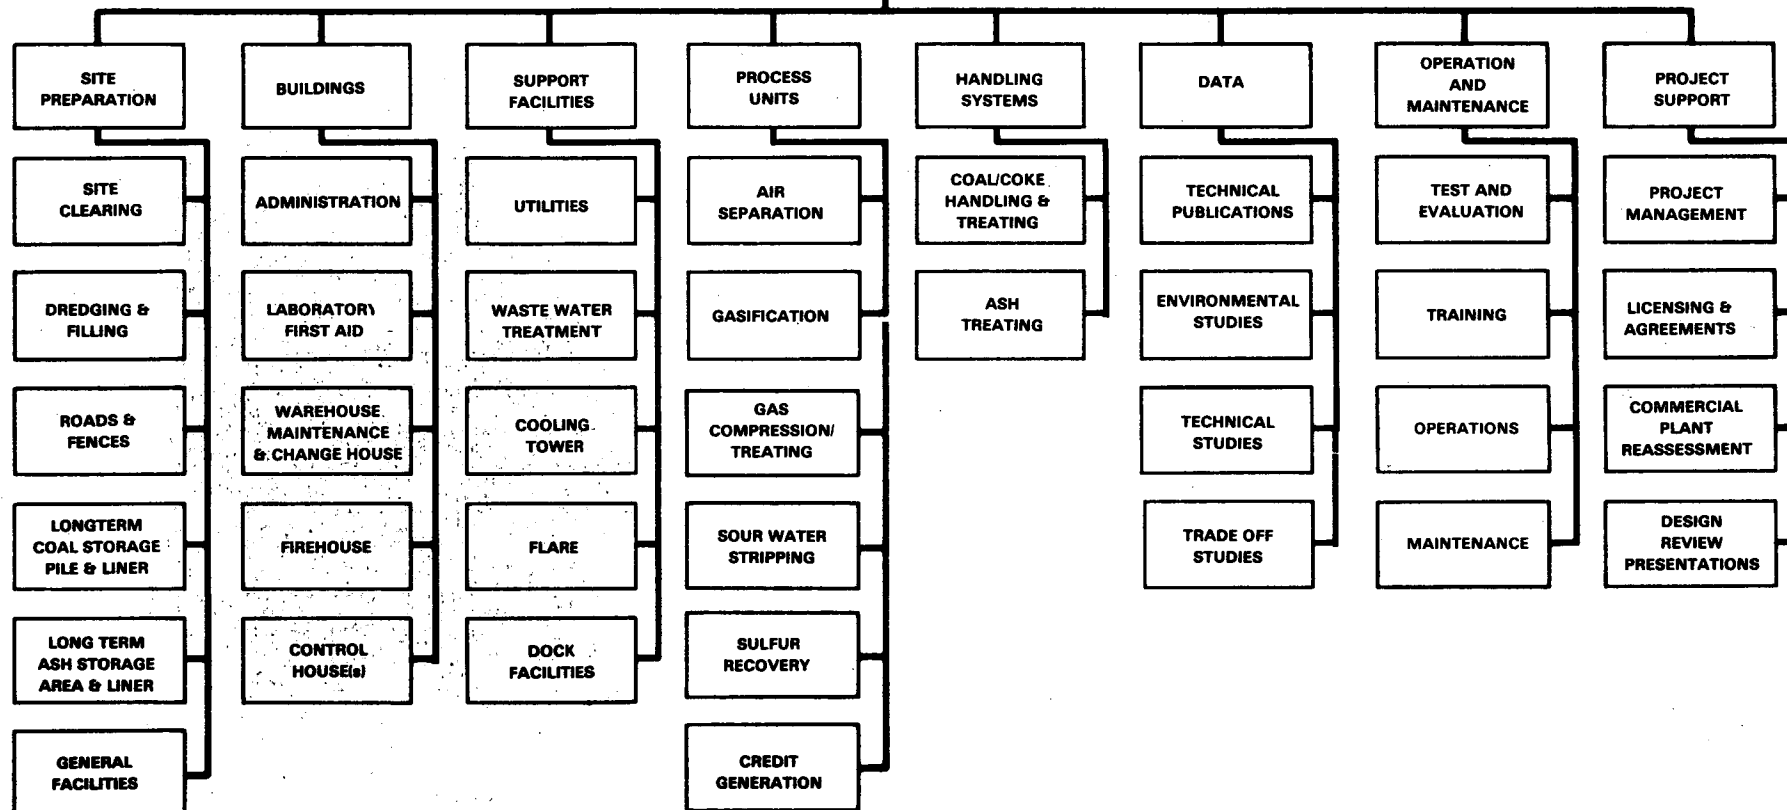 SITE
PREPARATION
SITE
CLEARING
DREDGING &
FILLING
ROADS &
FENCES
LONGTERM
COAL STORAGE
PILE & LINER
LONG TERM
ASH STORAGE
AREA & LINER
GENERAL
FACILITIES
BUILDINGS
ADMINISTRATION
LABORATORY\
FIRST AID
WAREHOUSE
MAINTENANCE
& CHANGE HOUSE
FIREHOUSE
CONTROL
HOUSE(s)
SUPPORT
FACILITIES
UTILITIES
WASTE WATER
TREATMENT
COOLING
TOWER
FLARE
DOCK
FACILITIES
PROCESS
UNITS
AIR
SEPARATION
GASIFICATION
GAS
COMPRESSION/
TREATING
SOUR WATER
STRIPPING
SULFUR
RECOVERY
CREDIT
GENERATION
HANDLING
SYSTEMS
COAL/COKE
HANDLING &
TREATING
ASH
TREATING
DATA
TECHNICAL
PUBLICATIONS
ENVIRONMENTAL
STUDIES
TECHNICAL
STUDIES
TRADE OFF
STUDIES
OPERATION
AND
MAINTENANCE
TEST AND
EVALUATION
TRAINING
OPERATIONS
MAINTENANCE
PROJECT
SUPPORT
PROJECT
MANAGEMENT
LICENSING &
AGREEMENTS
COMMERCIAL
PLANT
REASSESSMENT
DESIGN
REVIEW
PRESENTATIONS